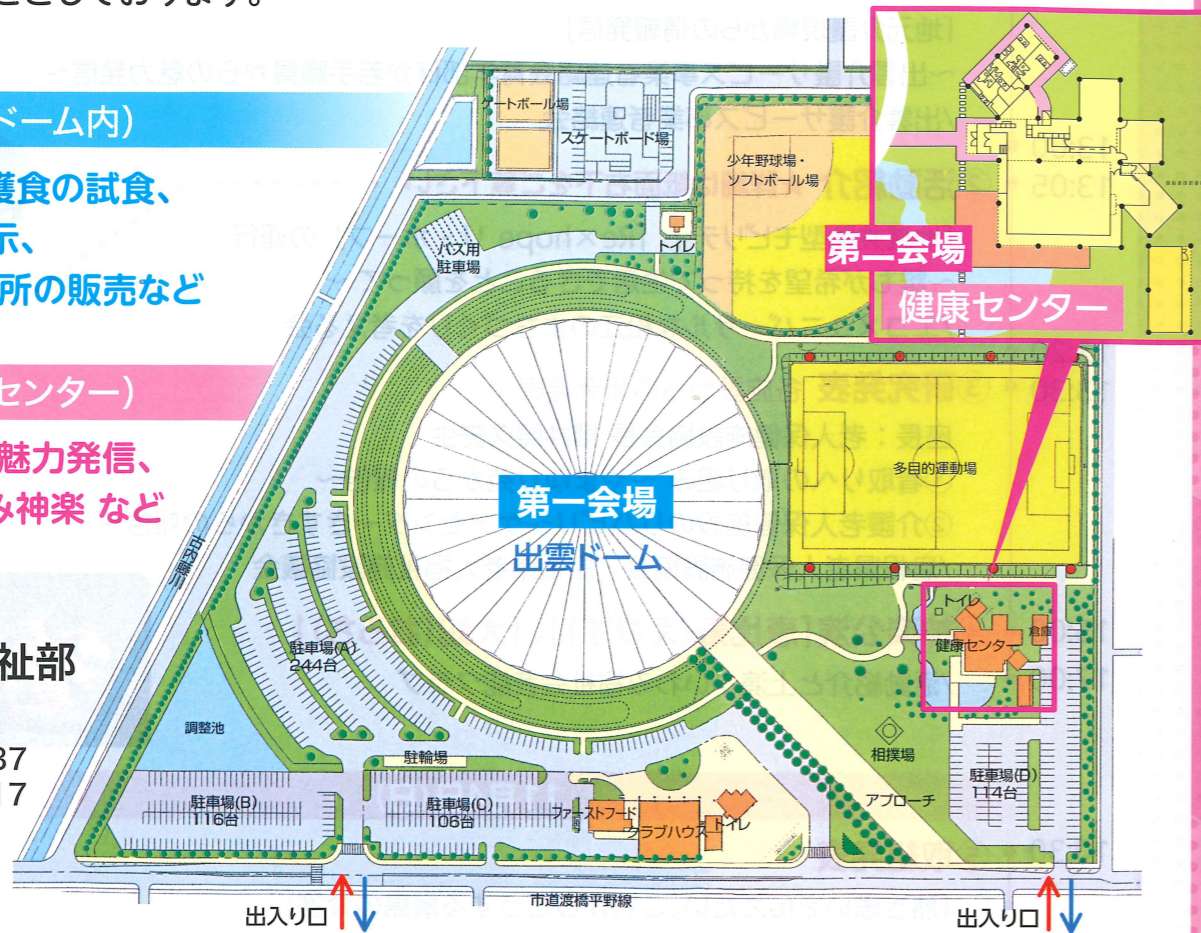 ドーム内)
護食の試食、
示、
所の販売など
センター)
魅力発信、
み神楽 など
祉部
37
17
ゲートボール場
スケートボード場
少年野球場・
ソフトボール場
トイレ
バス用
駐車場
第二会場
健康センター
第一会場
出雲ドーム
多目的運動場
古内藤川
駐車場(A)
244台
調整池
駐輪場
駐車場(B)
116台
駐車場(C)
106台
ファーストフード
クラブハウス
トイレ
トイレ
倉庫
健康センター
相撲場
アプローチ
駐車場(D)
114台
市道渡橋平野線
出入り口
出入り口